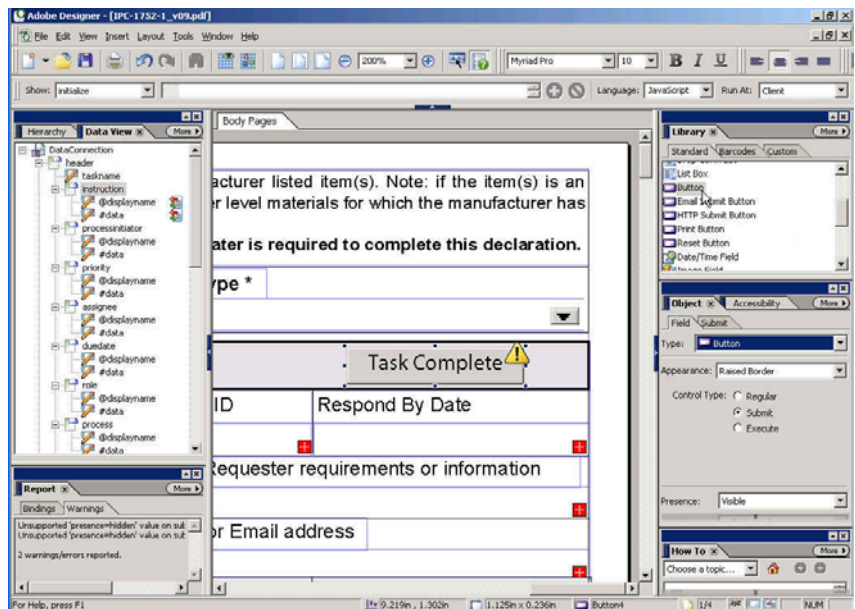 Adobe Designer - [IPC-1752-1_v09.pdf]
File Edit View Insert Layout Tools Window Help
200% Myriad Pro 10 B I U
Show: initialize Language: JavaScript Run At: Client
Hierarchy Data View More
DataConnection
header
taskname
instruction
@displayname
#data
processinitiator
@displayname
#data
priority
@displayname
#data
assignee
@displayname
#data
duedate
@displayname
#data
role
@displayname
#data
process
@displayname
#data
Report More
Bindings Warnings
Unsupported 'presence=hidden' value on sub
Unsupported 'presence=hidden' value on sub
2 warnings/errors reported.
Body Pages
acturer listed item(s). Note: if the item(s) is an
r level materials for which the manufacturer has
ater is required to complete this declaration.
ype *
Task Complete
ID Respond By Date
Requester requirements or information
or Email address
Library More
Standard Barcodes Custom
List Box
Button
Email Submit Button
HTTP Submit Button
Print Button
Reset Button
Date/Time Field
Image Field
Object Accessibility More
Field Submit
Type: Button
Appearance: Raised Border
Control Type: Regular
Submit
Execute
Presence: Visible
How To More
Choose a topic...
For Help, press F1 9.219in , 1.302in 1.125in x 0.236in Button4 1/4 NUM